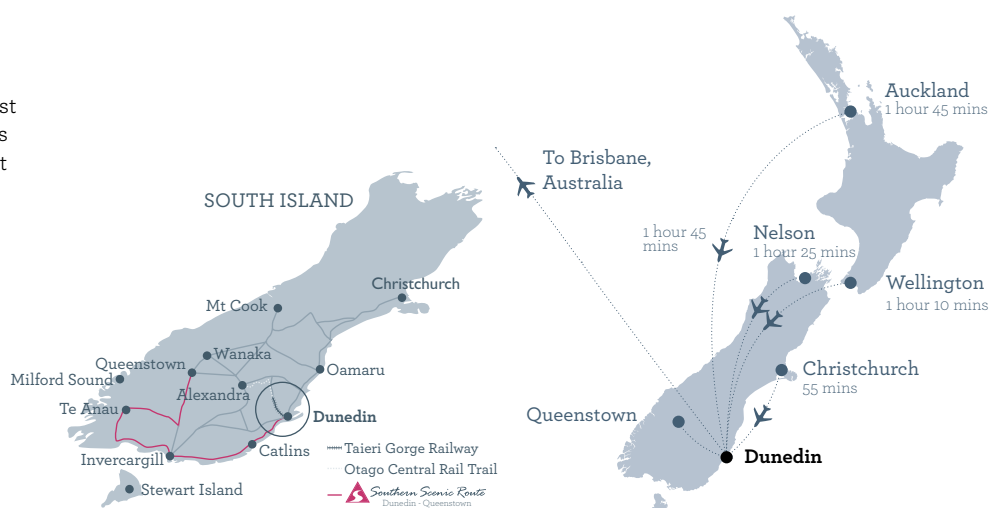 st
s
t
SOUTH ISLAND
Christchurch
Mt Cook
Wanaka
Queenstown
Milford Sound
Oamaru
Alexandra
Te Anau
Dunedin
Catlins
Invercargill
Stewart Island
Taieri Gorge Railway
Otago Central Rail Trail
Southern Scenic Route
Dunedin - Queenstown
Auckland
1 hour 45 mins
To Brisbane,
Australia
1 hour 45
mins
Nelson
1 hour 25 mins
Wellington
1 hour 10 mins
Christchurch
55 mins
Queenstown
Dunedin